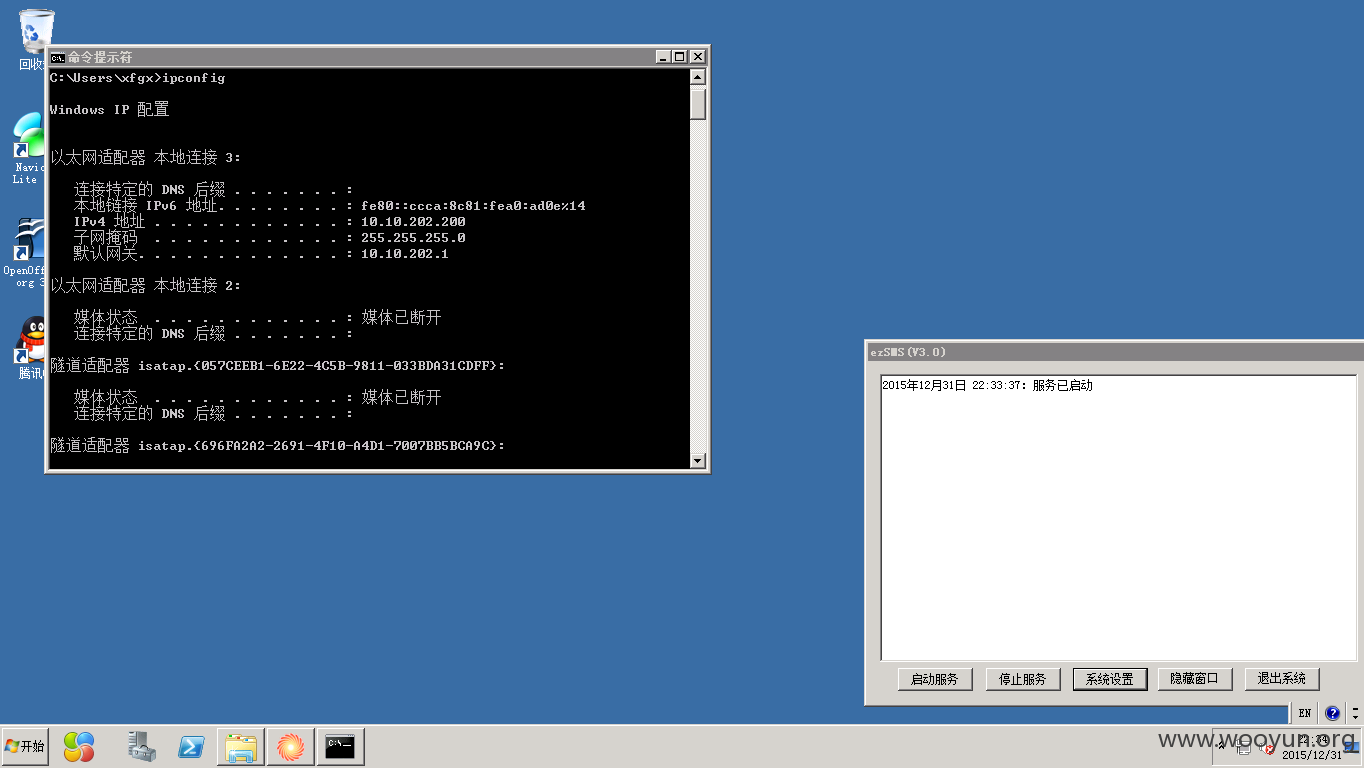 回收
Navic
Lite
OpenOff
org 3
腾讯
命令提示符
C:\Users\xfgx>ipconfig
Windows IP 配置
以太网适配器 本地连接 3:
连接特定的 DNS 后缀 . . . . . . . :
本地链接 IPv6 地址. . . . . . . . : fe80::ccca:8c81:fea0:ad0e%14
IPv4 地址 . . . . . . . . . . . . : 10.10.202.200
子网掩码 . . . . . . . . . . . . : 255.255.255.0
默认网关. . . . . . . . . . . . . : 10.10.202.1
以太网适配器 本地连接 2:
媒体状态 . . . . . . . . . . . . : 媒体已断开
连接特定的 DNS 后缀 . . . . . . . :
隧道适配器 isatap.{057CEEB1-6E22-4C5B-9811-033BDA31CDFF}:
媒体状态 . . . . . . . . . . . . : 媒体已断开
连接特定的 DNS 后缀 . . . . . . . :
隧道适配器 isatap.{696FA2A2-2691-4F10-A4D1-7007BB5BCA9C}:
ezSMS(V3.0)
2015年12月31日 22:33:37: 服务已启动
启动服务 停止服务 系统设置 隐藏窗口 退出系统
EN
开始
C:\_
www.wooyun.org
2015/12/31